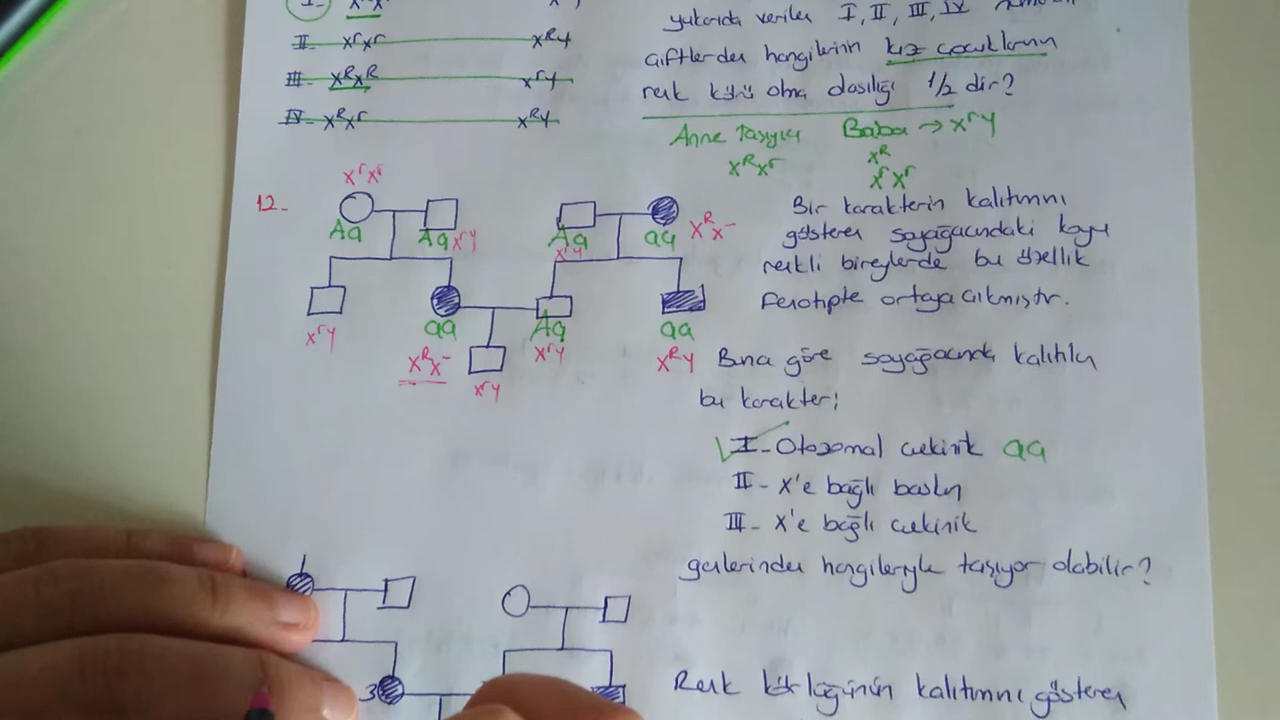 yukarıda verilen I, II, III, IV
II- XrXr XRY
çiftlerden hangilerinin kız çocuklarının
III- XRXR XrY
renk körü olma olasılığı 1/2 dir?
IV- XRXr XRY
Anne taşıyıcı Baba → XrY
XRXr
XR
XrXr
12-
XrXr
Aa
Aa XrY
Aa
XrY
aa
XRX-
Bir karakterin kalıtımını
gösteren soyağacındaki koyu
renkli bireylerde bu özellik
fenotipte ortaya çıkmıştır.
XrY
aa
XRX-
XrY
Aa
XrY
aa
XRY
Buna göre soyağacında kalıtılan
bu karakter;
I- Otozomal çekinik aa
II- X'e bağlı baskın
III- X'e bağlı çekinik
genlerinden hangileriyle taşınıyor olabilir?
3
Renk körlüğünün kalıtımını gösteren